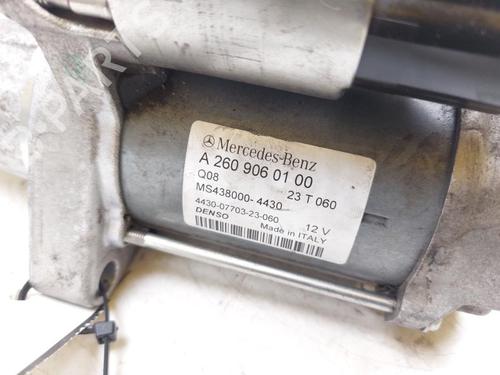 Mercedes-Benz
A 260 906 01 00
Q08 23 T 060
MS438000- 4430
4430-07703-23-060 12 V
DENSO Made in ITALY